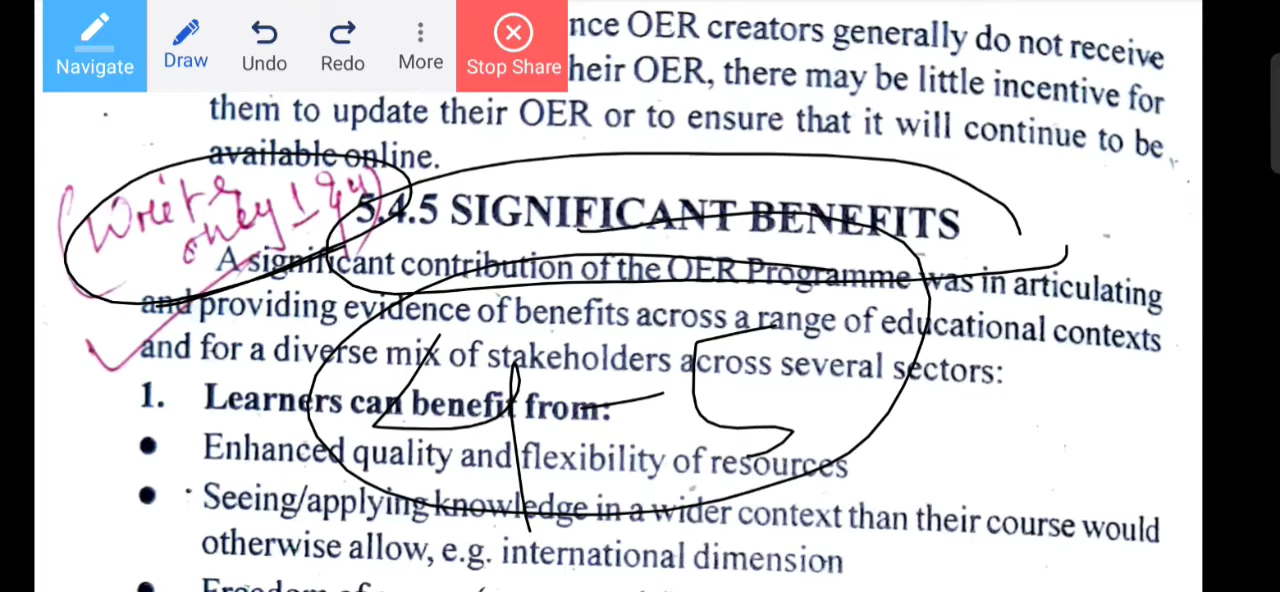 Navigate
Draw
Undo
Redo
More
Stop Share
nce OER creators generally do not receive
heir OER, there may be little incentive for
them to update their OER or to ensure that it will continue to be
available online.
(Write
only
5.4.5 SIGNIFICANT BENEFITS
A significant contribution of the OER Programme was in articulating
and providing evidence of benefits across a range of educational contexts
and for a diverse mix of stakeholders across several sectors:
4-5
1. Learners can benefit from:
• Enhanced quality and flexibility of resources
• Seeing/applying knowledge in a wider context than their course would
otherwise allow, e.g. international dimension